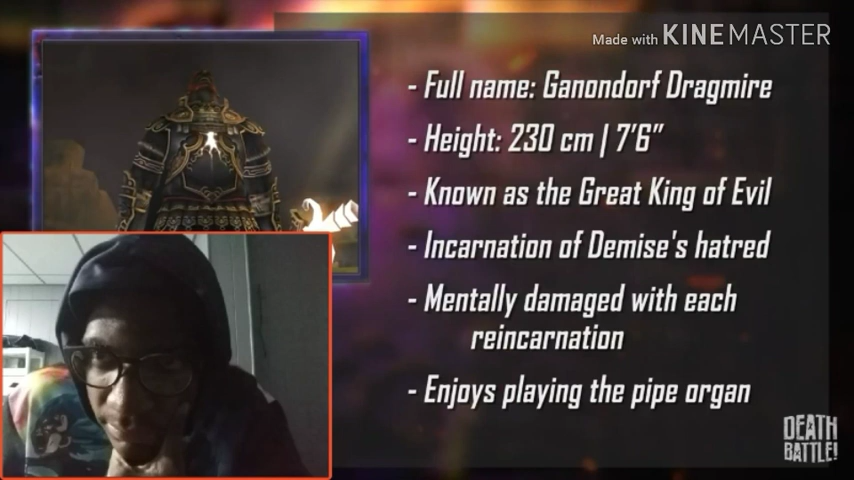 Made with KINEMASTER
- Full name: Ganondorf Dragmire
- Height: 230 cm | 7'6"
- Known as the Great King of Evil
- Incarnation of Demise's hatred
- Mentally damaged with each
reincarnation
- Enjoys playing the pipe organ
DEATH
BATTLE!